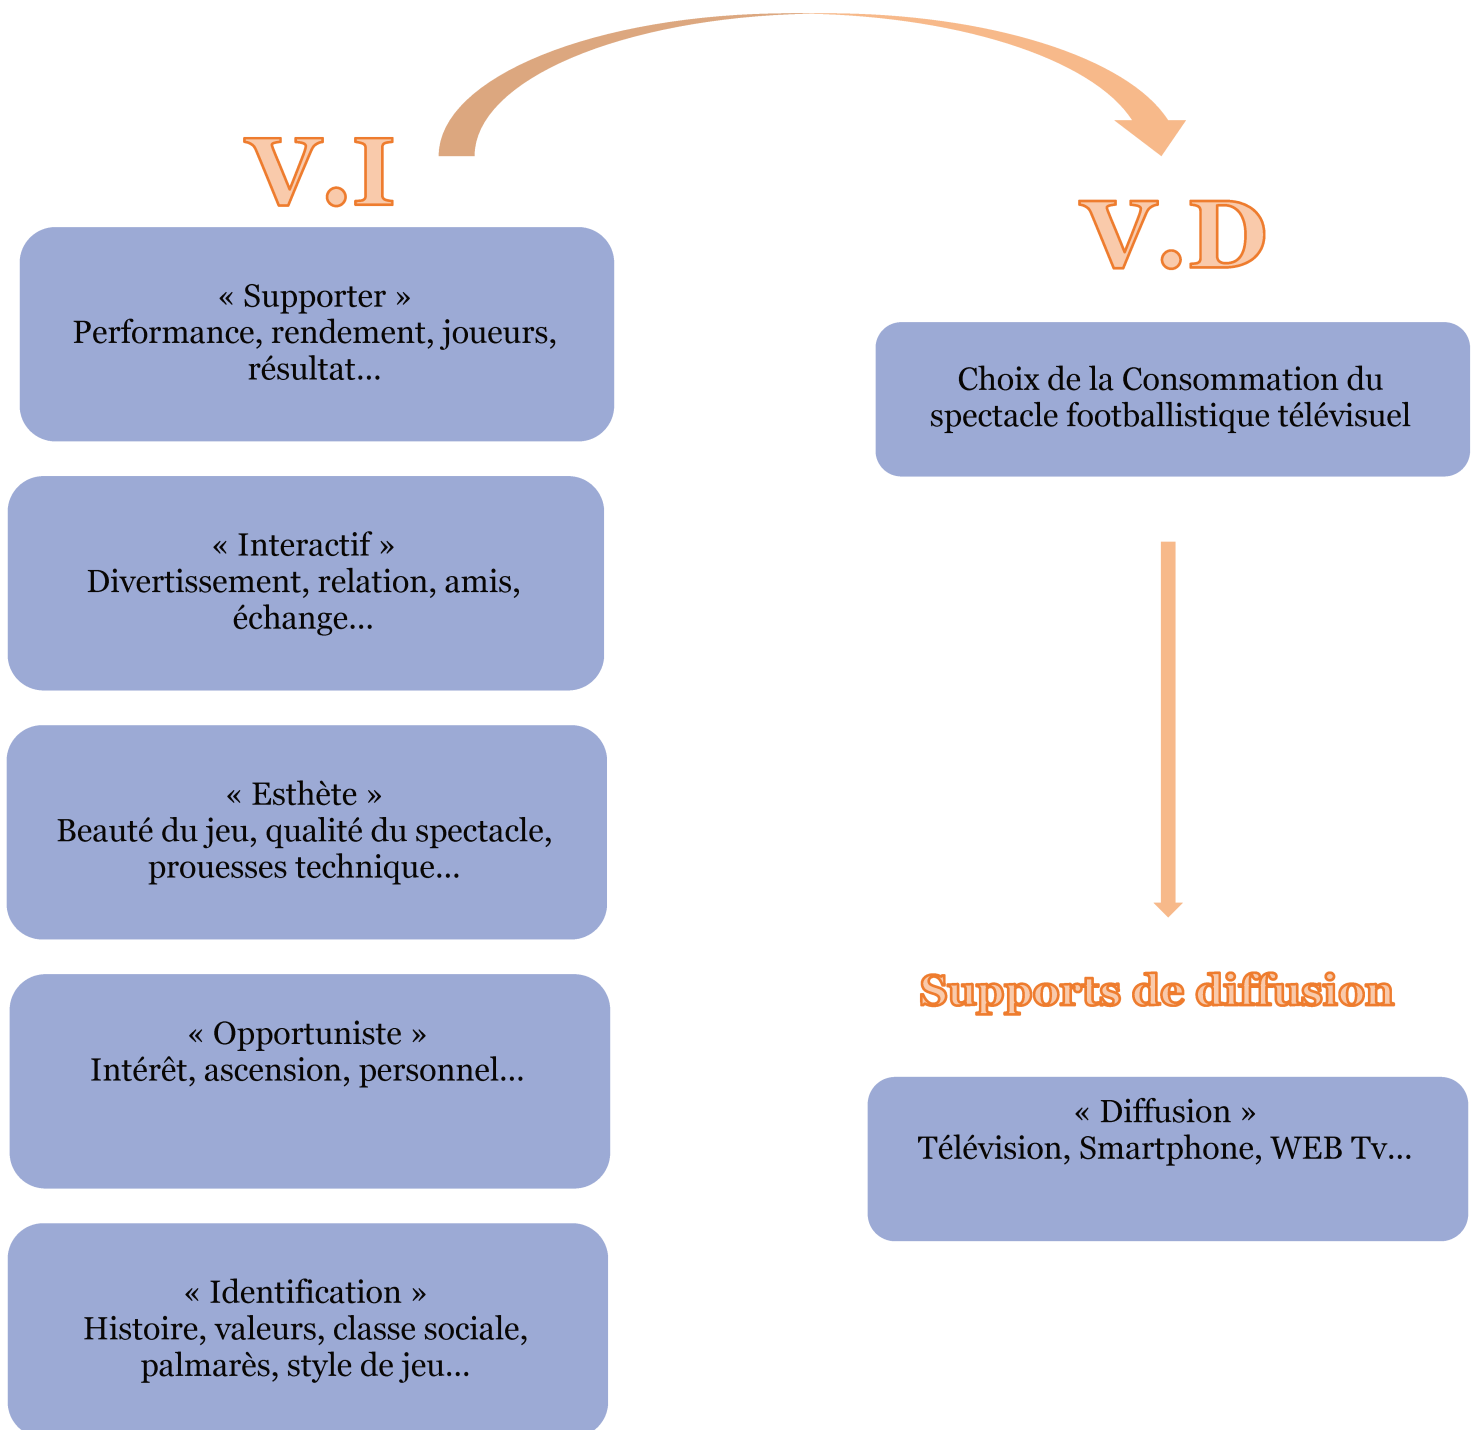 V.I
« Supporter »
Performance, rendement, joueurs,
résultat...
« Interactif »
Divertissement, relation, amis,
échange...
« Esthète »
Beauté du jeu, qualité du spectacle,
prouesses technique...
« Opportuniste »
Intérêt, ascension, personnel...
« Identification »
Histoire, valeurs, classe sociale,
palmarès, style de jeu...
V.D
Choix de la Consommation du
spectacle footballistique télévisuel
Supports de diffusion
« Diffusion »
Télévision, Smartphone, WEB Tv...